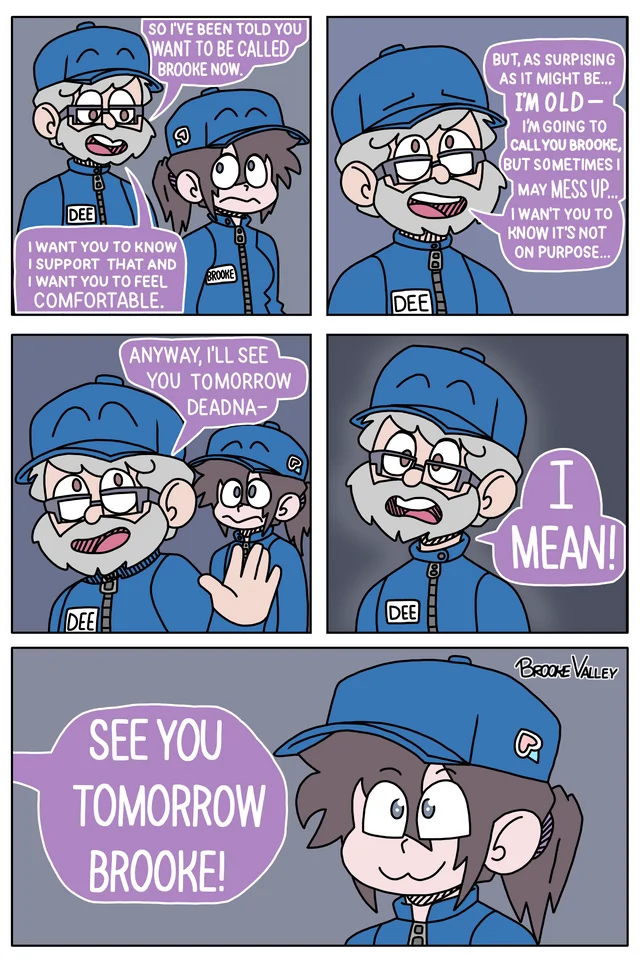 SO I'VE BEEN TOLD YOU
WANT TO BE CALLED
BROOKE NOW.
DEE
BROOKE
I WANT YOU TO KNOW
I SUPPORT THAT AND
I WANT YOU TO FEEL
COMFORTABLE.
BUT, AS SURPISING
AS IT MIGHT BE...
I'M OLD—
I'M GOING TO
CALL YOU BROOKE,
BUT SOMETIMES I
MAY MESS UP...
I WAN'T YOU TO
KNOW IT'S NOT
ON PURPOSE...
DEE
ANYWAY, I'LL SEE
YOU TOMORROW
DEADNA—
DEE
I
MEAN!
DEE
BROOKE VALLEY
SEE YOU
TOMORROW
BROOKE!